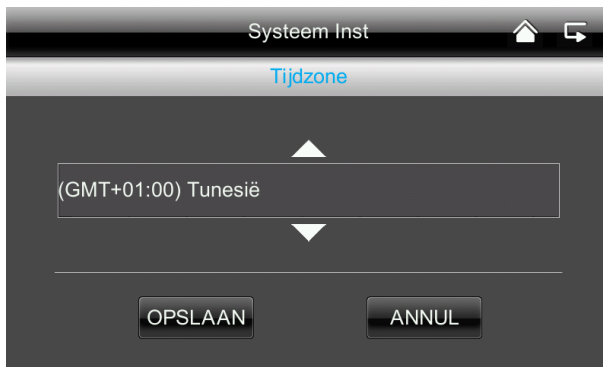 Systeem Inst
Tijdzone
(GMT+01:00) Tunesië
OPSLAAN ANNUL